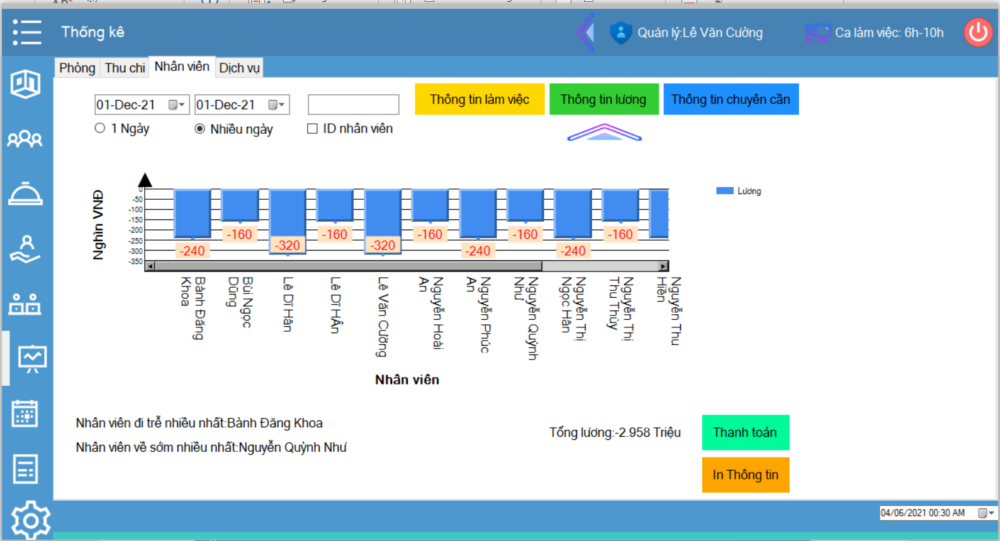 Thống kê
Quản lý:Lê Văn Cường
Ca làm việc: 6h-10h
Phòng
Thu chi
Nhân viên
Dịch vụ
01-Dec-21
01-Dec-21
Thông tin làm việc
Thông tin lương
Thông tin chuyên cần
1 Ngày
Nhiều ngày
ID nhân viên
Nghìn VNĐ
0
-50
-100
-150
-200
-250
-300
-350
-240
-160
-320
-160
-320
-160
-240
-160
-240
-160
Lương
Bành Đăng
Khoa
Bùi Ngọc
Dũng
Lê Dĩ Hân
Lê Dĩ HÂn
Lê Văn Cường
Nguyễn Hoài
An
Nguyễn Phúc
An
Nguyễn Quỳnh
Như
Nguyễn Thị
Ngọc Hân
Nguyễn Thị
Thu Thủy
Nguyễn Thu
Hiền
Nhân viên
Nhân viên đi trễ nhiều nhất:Bành Đăng Khoa
Nhân viên về sớm nhiều nhất:Nguyễn Quỳnh Như
Tổng lương:-2.958 Triệu
Thanh toán
In Thông tin
04/06/2021 00:30 AM